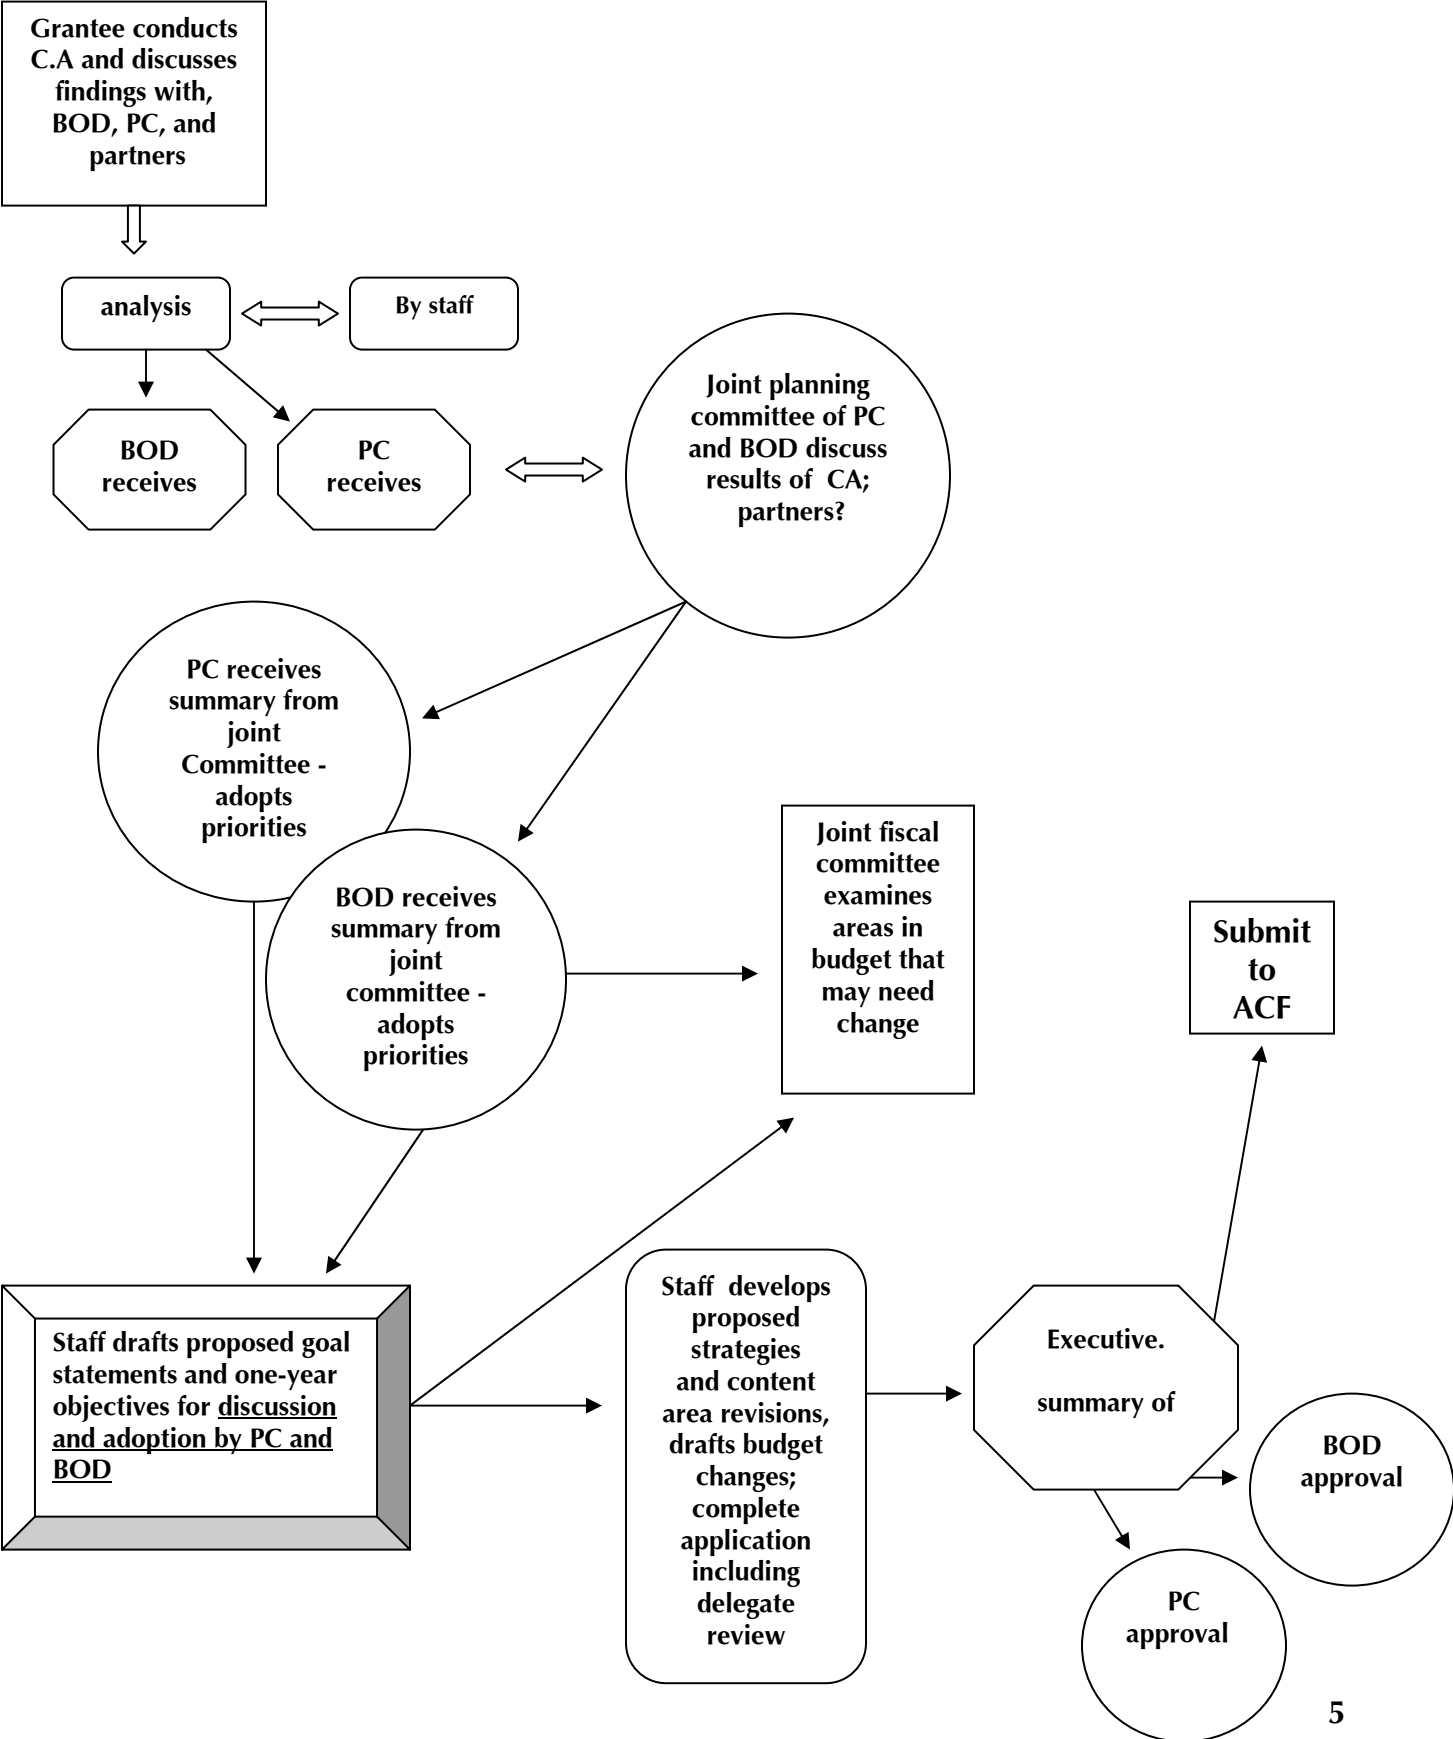 Grantee conducts
C.A and discusses
findings with,
BOD, PC, and
partners
analysis
By staff
BOD
receives
PC
receives
Joint planning
committee of PC
and BOD discuss
results of  CA;
partners?
PC receives
summary from
joint
Committee -
adopts
priorities
BOD receives
summary from
joint
committee -
adopts
priorities
Joint fiscal
committee
examines
areas in
budget that
may need
change
Submit
to
ACF
Staff drafts proposed goal
statements and one-year
objectives for discussion
and adoption by PC and
BOD
Staff  develops
proposed
strategies
and content
area revisions,
drafts budget
changes;
complete
application
including
delegate
review
Executive.
summary of
BOD
approval
PC
approval
5